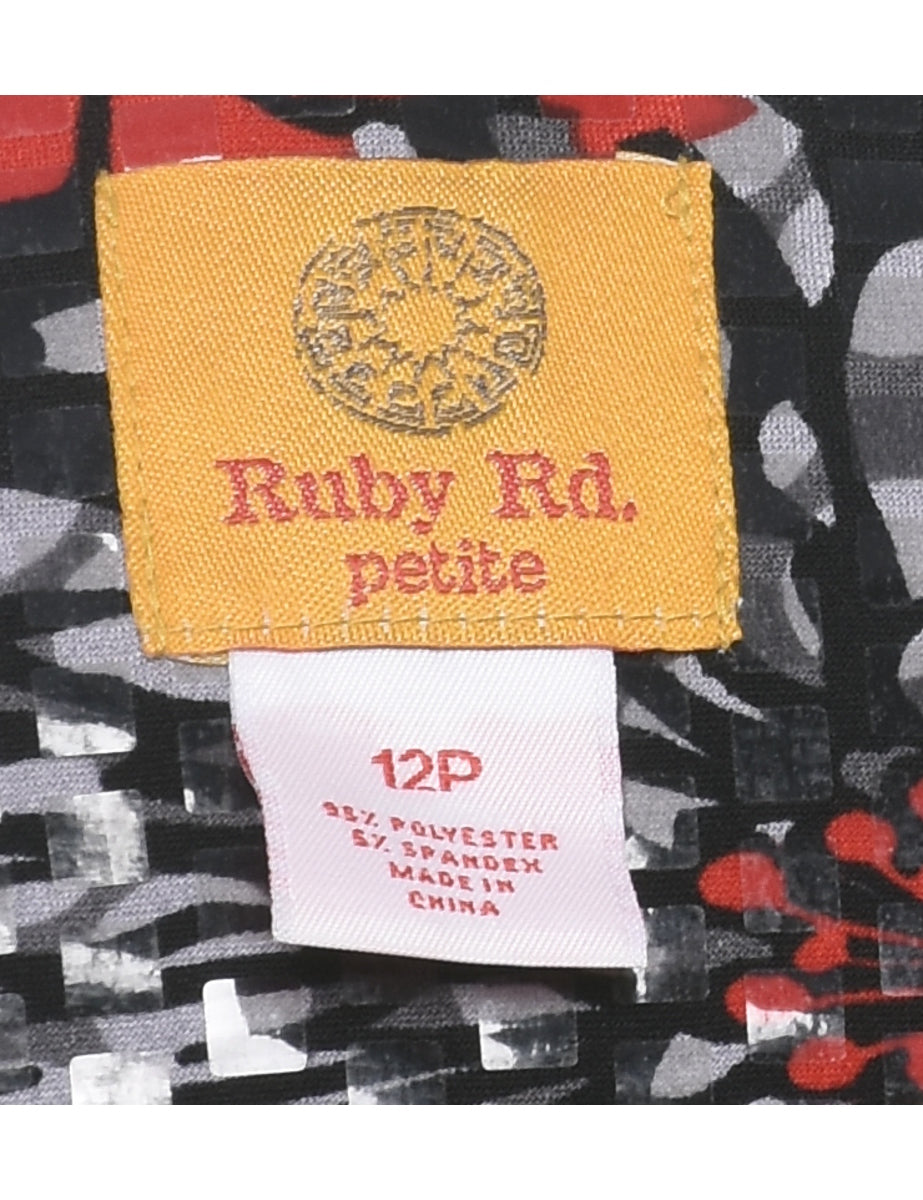 Ruby Rd.
petite
12P
95% POLYESTER
5% SPANDEX
MADE IN
CHINA